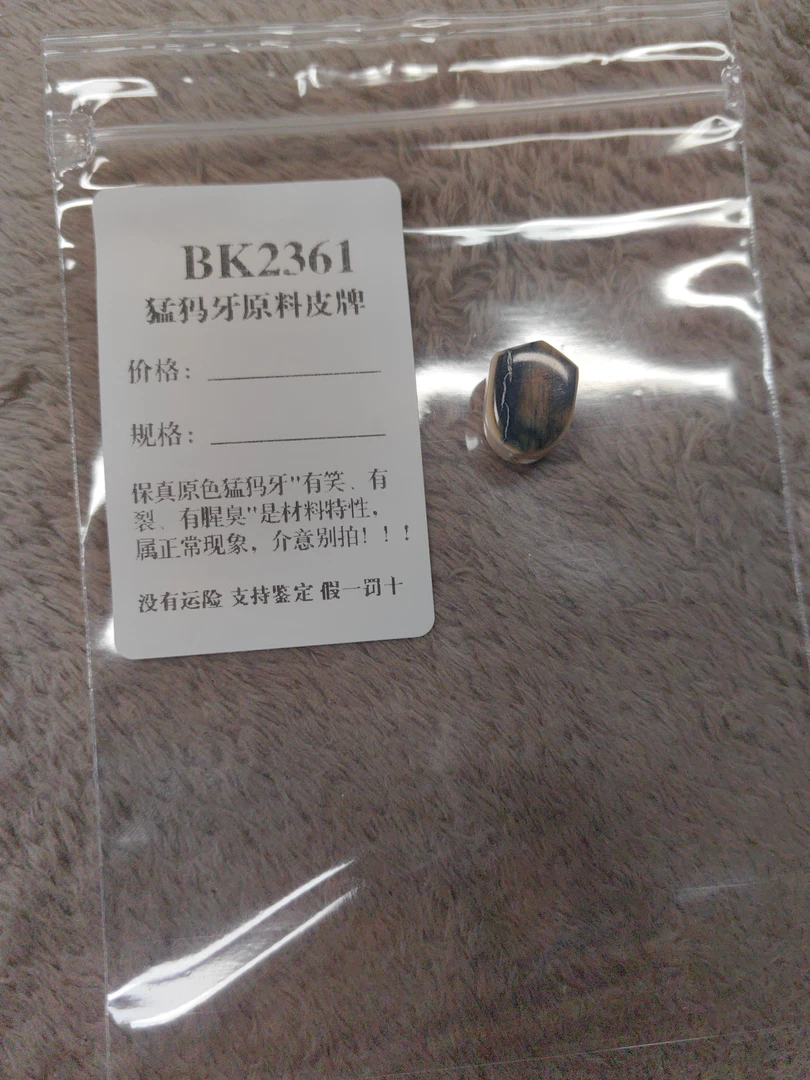 BK2361
猛犸牙原料皮牌
价格：
规格：
保真原色猛犸牙"有笑、有
裂、有腥臭"是材料特性，
属正常现象，介意别拍！！！
没有运险 支持鉴定 假一罚十